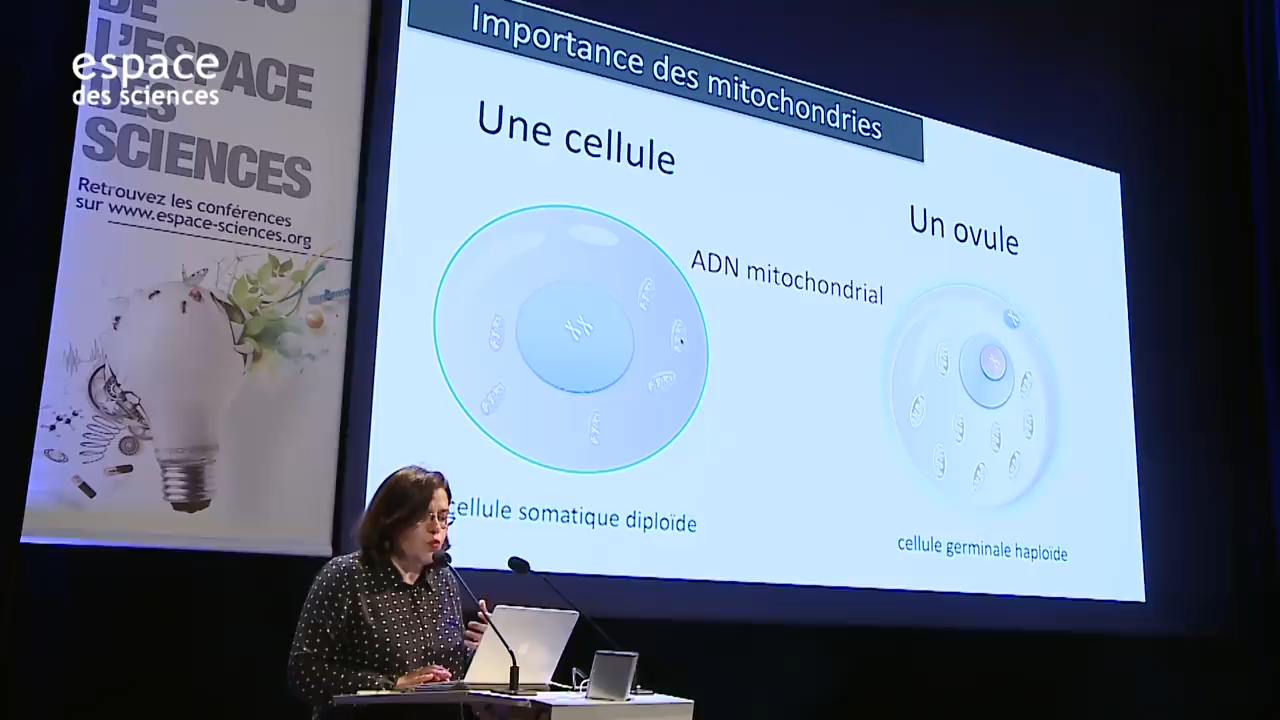 DE
L'ESPACE
DES
SCIENCES
espace
des sciences
Retrouvez les conférences
sur www.espace-sciences.org
Importance des mitochondries
Une cellule
Un ovule
ADN mitochondrial
cellule somatique diploïde
cellule germinale haploïde